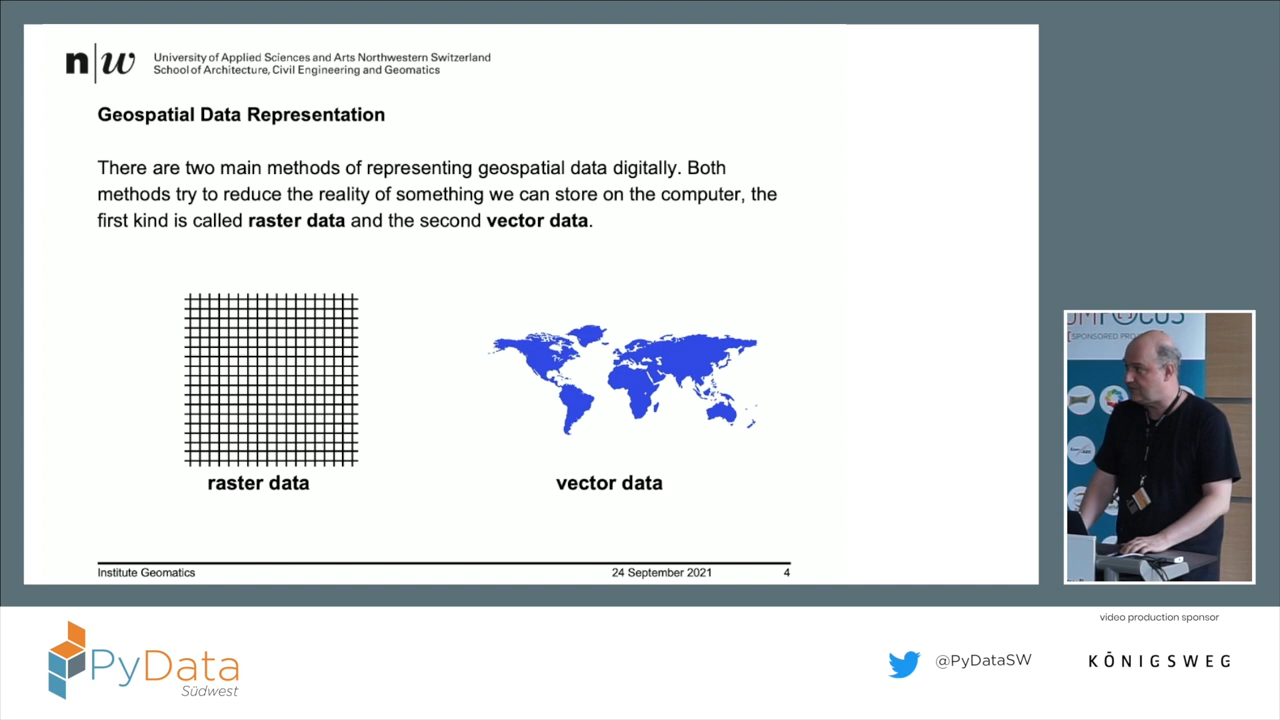 n|w
University of Applied Sciences and Arts Northwestern Switzerland
School of Architecture, Civil Engineering and Geomatics
Geospatial Data Representation
There are two main methods of representing geospatial data digitally. Both
methods try to reduce the reality of something we can store on the computer, the
first kind is called raster data and the second vector data.
raster data
vector data
Institute Geomatics
24 September 2021
4
SPONSORED PRO
PyData
Südwest
@PyDataSW
video production sponsor
KÖNIGSWEG